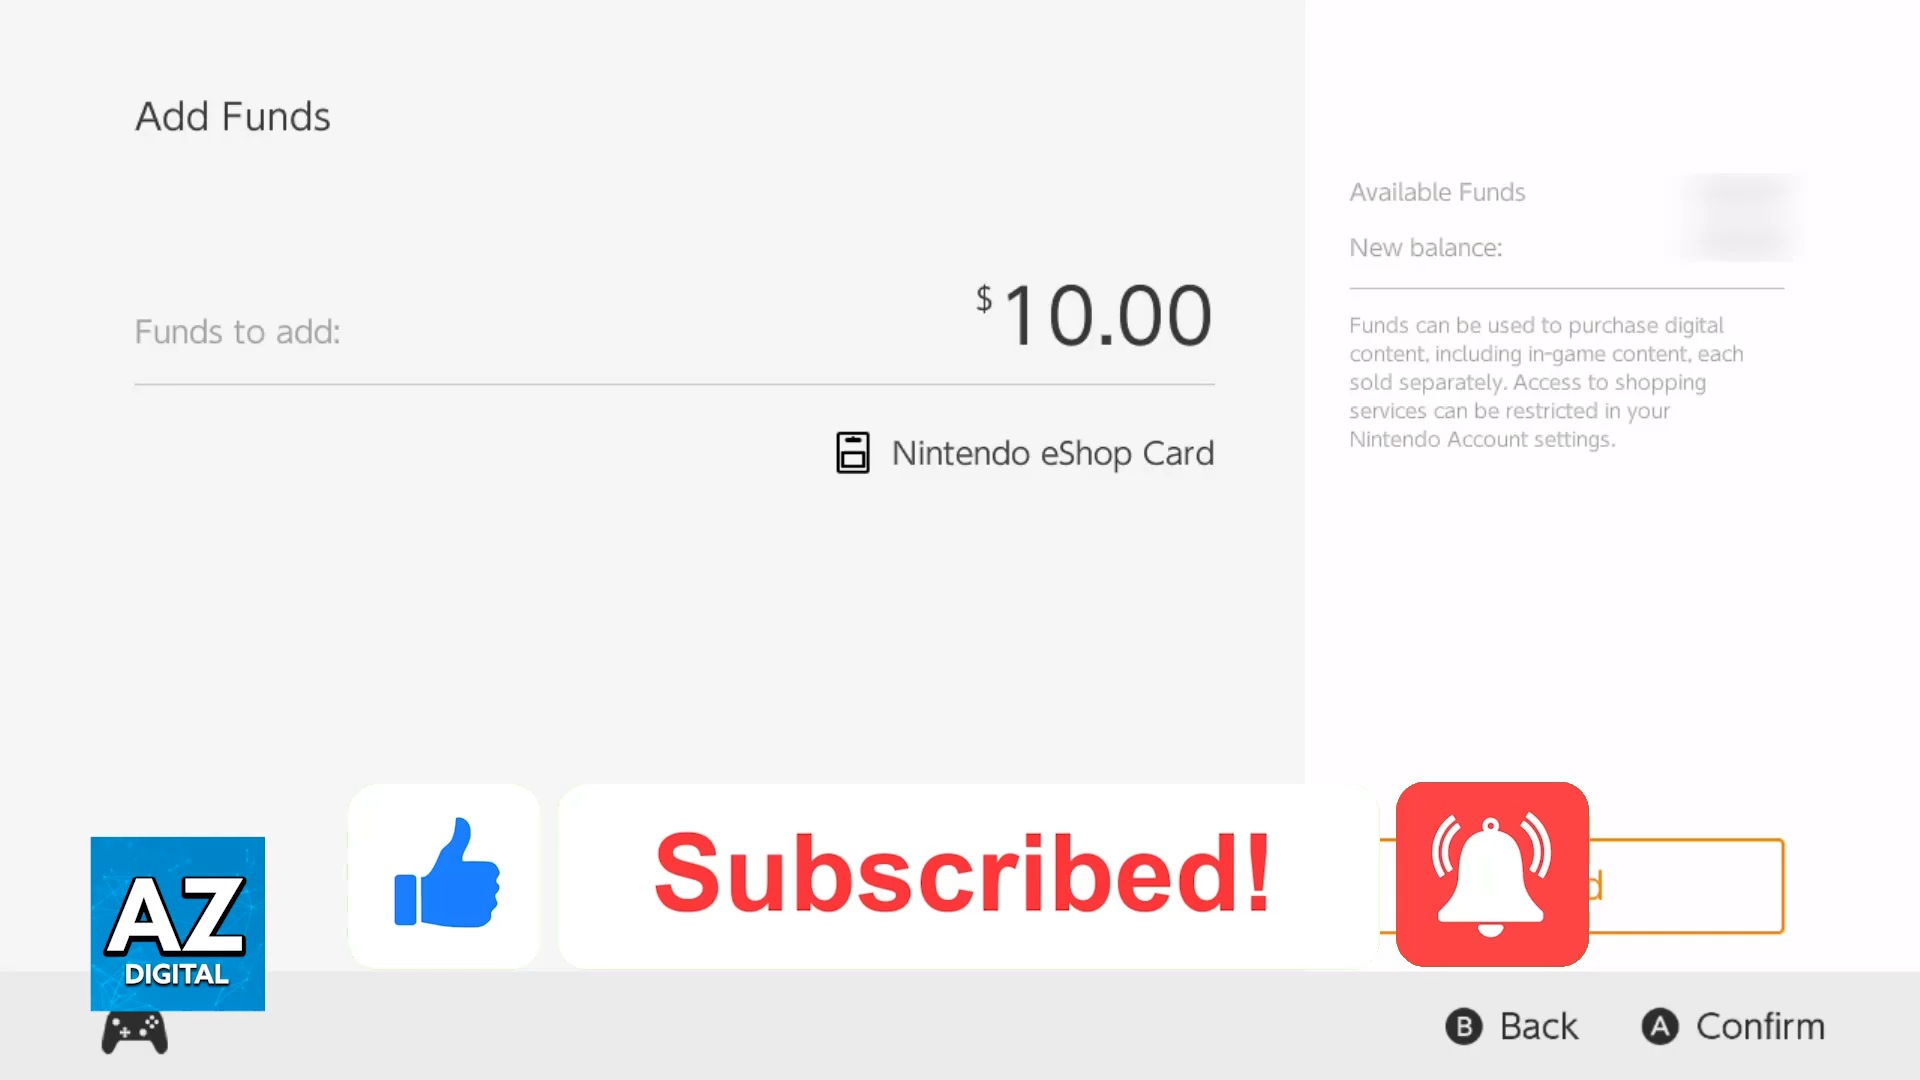 Add Funds
Funds to add:
$10.00
Nintendo eShop Card
Available Funds
New balance:
Funds can be used to purchase digital
content, including in-game content, each
sold separately. Access to shopping
services can be restricted in your
Nintendo Account settings.
Subscribed!
AZ
DIGITAL
B Back
A Confirm